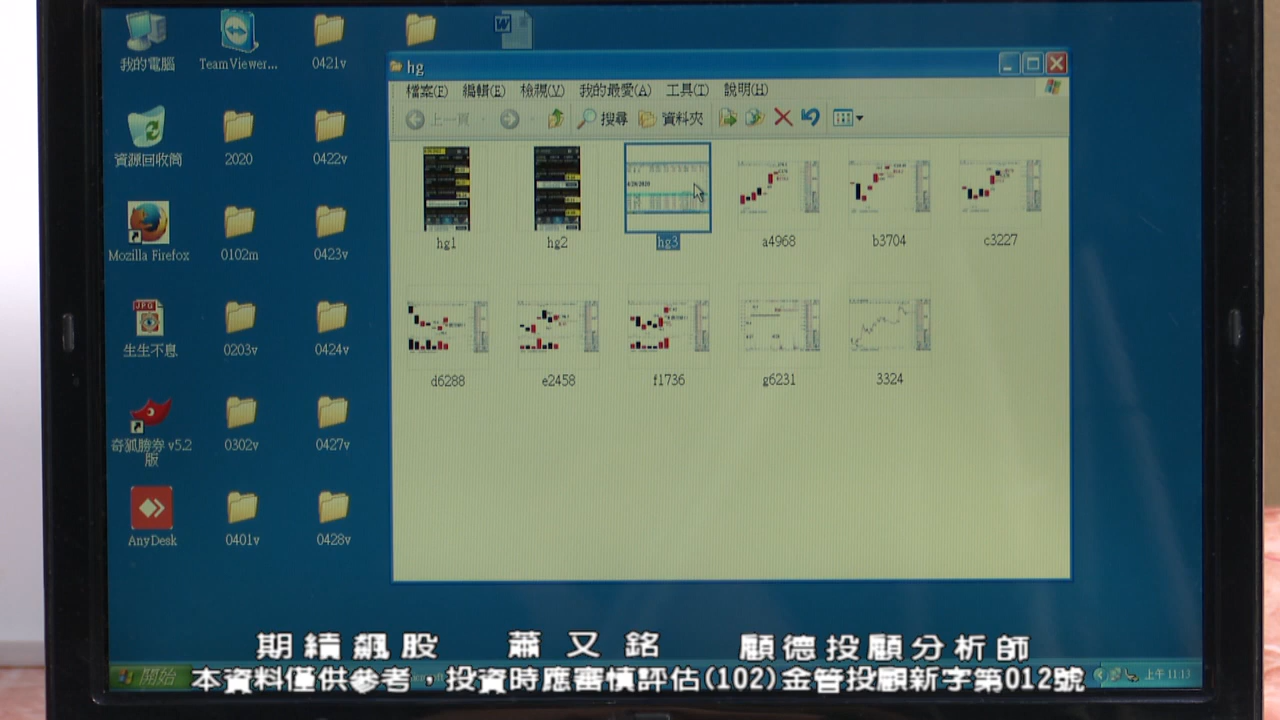 我的電腦
TeamViewer...
0421v
資源回收筒
2020
0422v
Mozilla Firefox
0102m
0423v
JPG
生生不息
0203v
0424v
奇狐勝券 v5.2
版
0302v
0427v
AnyDesk
0401v
0428v
hg
檔案(F) 編輯(E) 檢視(V) 我的最愛(A) 工具(T) 說明(H)
上一頁 搜尋 資料夾
4/28/2020
hg1 hg2 hg3 a4968 b3704 c3227
d6288 e2458 f1736 g6231 3324
期續飆股 蕭又銘 顧德投顧分析師
本資料僅供參考，投資時應審慎評估(102)金管投顧新字第012號
開始
上午 11:13